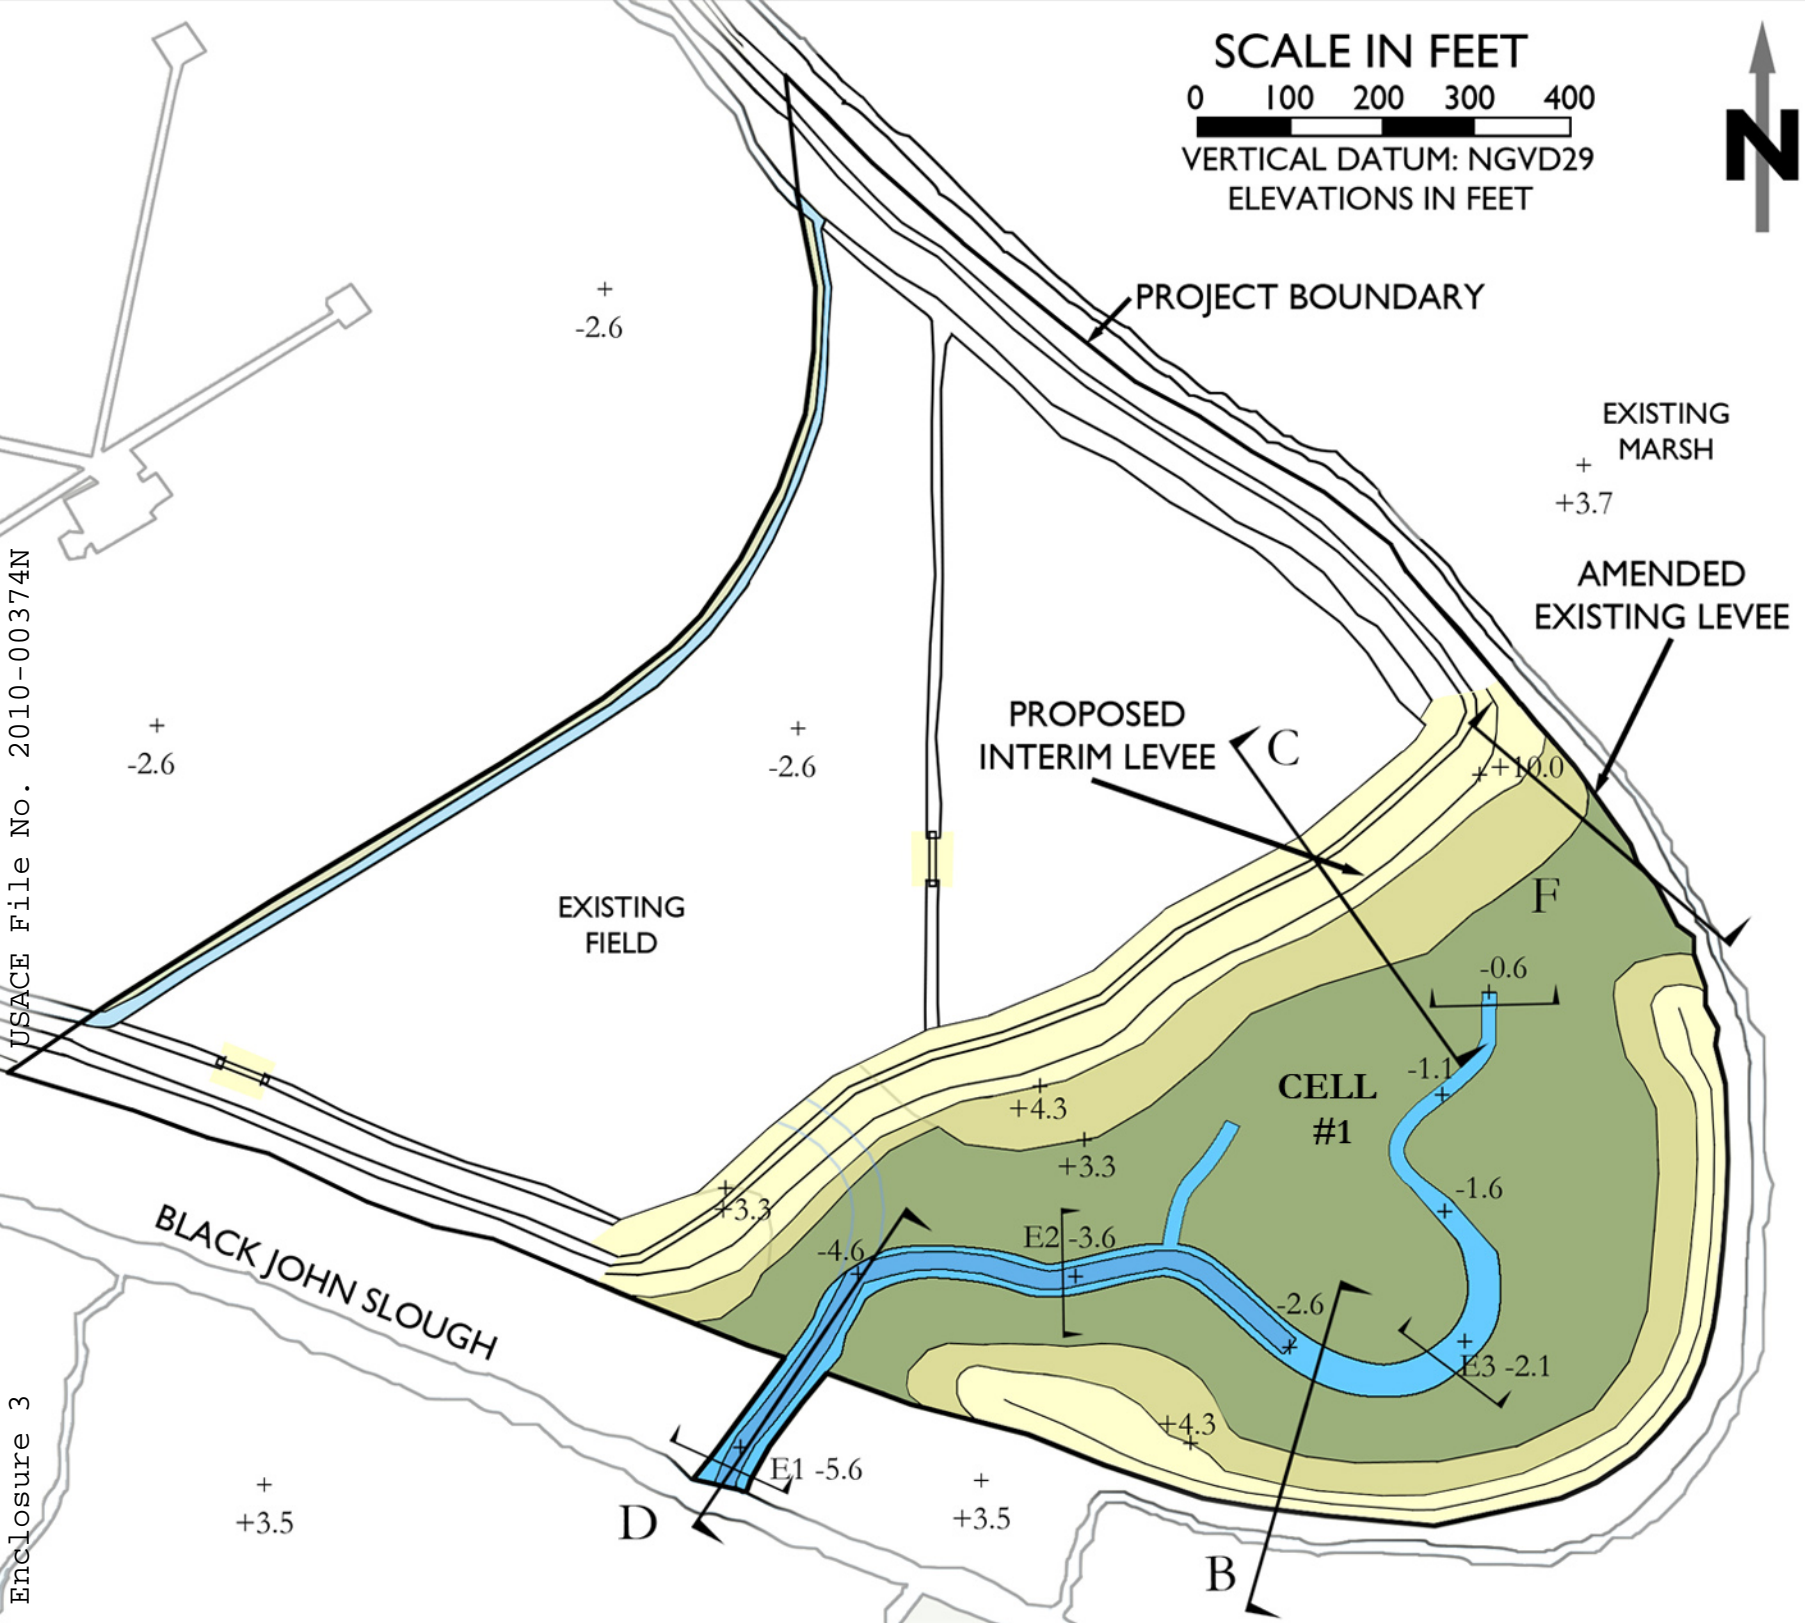 SCALE IN FEET
0 100 200 300 400
VERTICAL DATUM: NGVD29
ELEVATIONS IN FEET
N
-2.6
PROJECT BOUNDARY
EXISTING
MARSH
+3.7
AMENDED
EXISTING LEVEE
PROPOSED
INTERIM LEVEE
C
+10.0
-2.6
-2.6
EXISTING
FIELD
F
-0.6
-1.1
CELL
#1
+4.3
+3.3
+3.3
-1.6
E2 -3.6
-4.6
-2.6
E3 -2.1
+4.3
BLACK JOHN SLOUGH
E1 -5.6
D
B
+3.5
+3.5
USACE File No. 2010-00374N
Enclosure 3